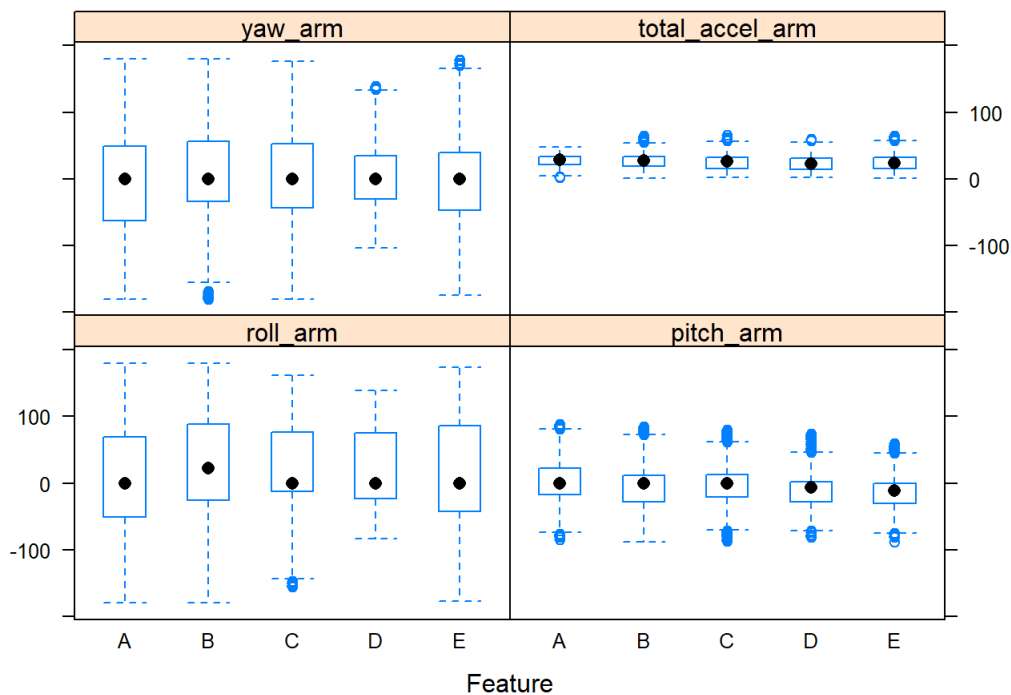 yaw_arm total_accel_arm
100
0
-100
roll_arm pitch_arm
100
0
-100
A B C D E A B C D E
Feature